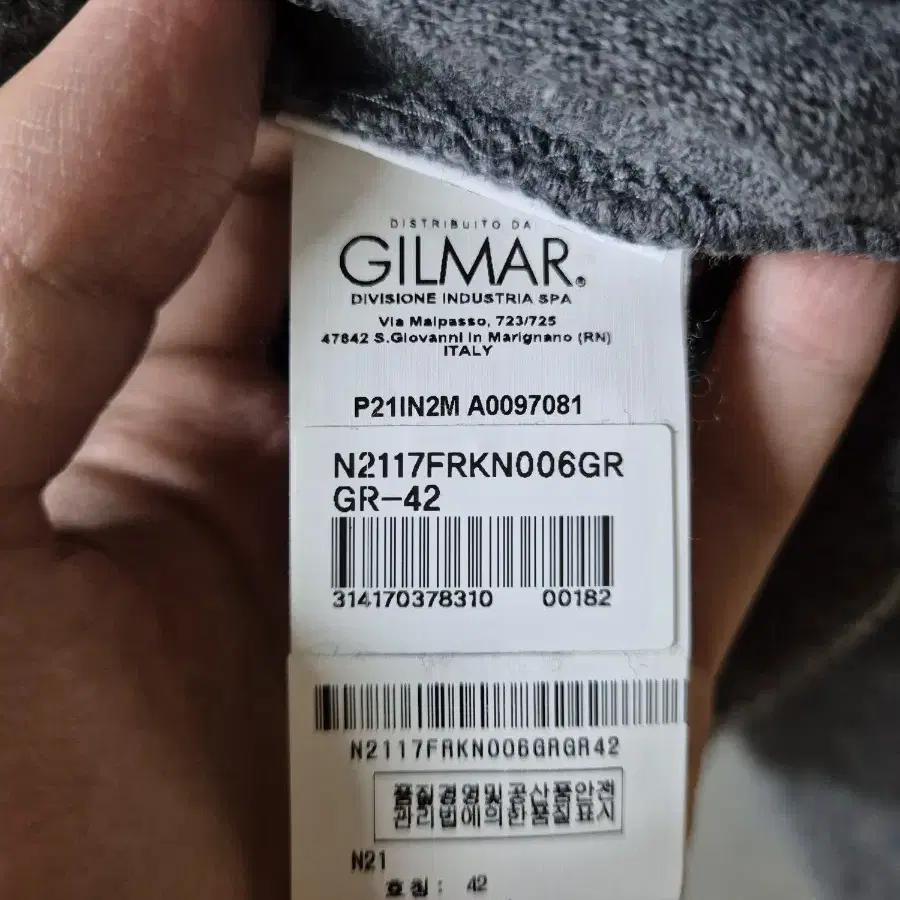 DISTRIBUITO DA
GILMAR®
DIVISIONE INDUSTRIA SPA
Via Malpasso, 723/725
47842 S.Giovanni in Marignano (RN)
ITALY
P21IN2M A0097081
N2117FRKN006GR
GR-42
314170378310 00182
N2117FRKN006GRGR42
품질경영및공산품안전
관리법에의한품질표시
N21
호칭 : 42